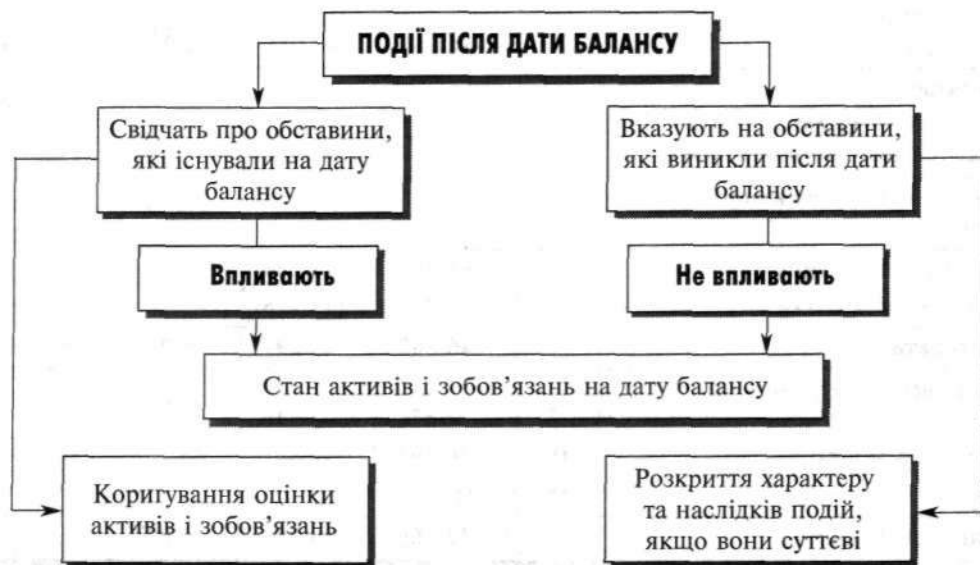 ПОДІЇ ПІСЛЯ ДАТИ БАЛАНСУ
Свідчать про обставини,
які існували на дату
балансу
Вказують на обставини,
які виникли після дати
балансу
Впливають
Не впливають
Стан активів і зобов’язань на дату балансу
Коригування оцінки
активів і зобов’язань
Розкриття характеру
та наслідків подій,
якщо вони суттєві